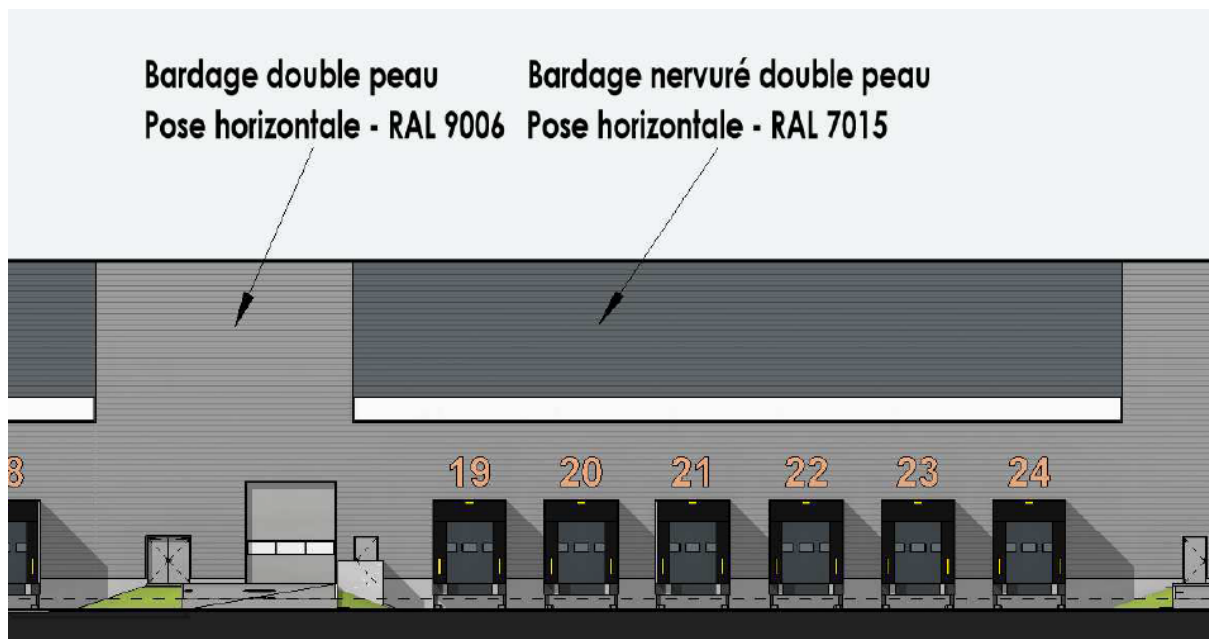 Bardage double peau
Pose horizontale - RAL 9006
Bardage nervuré double peau
Pose horizontale - RAL 7015
8
19 20 21 22 23 24